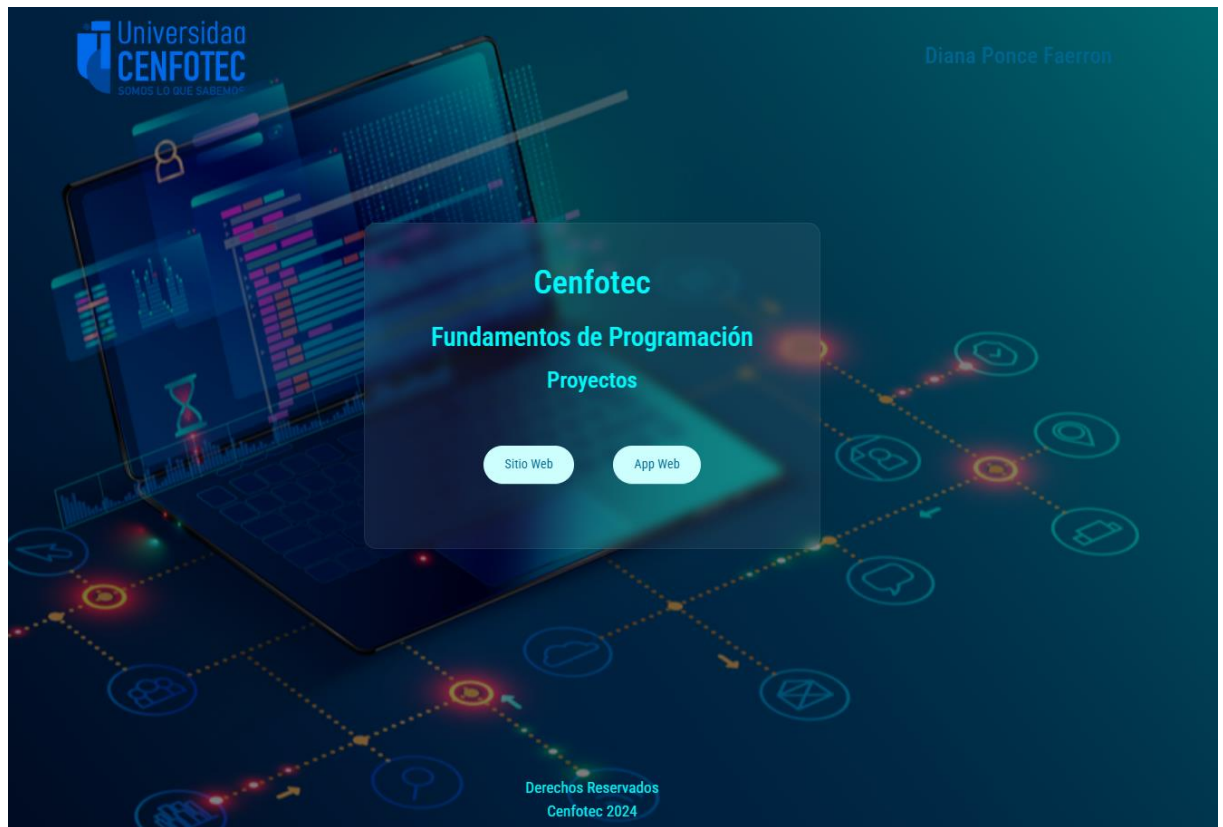 Universidad
CENFOTEC
SOMOS LO QUE SABEMOS
Diana Ponce Faerron
Cenfotec
Fundamentos de Programación
Proyectos
Sitio Web
App Web
Derechos Reservados
Cenfotec 2024